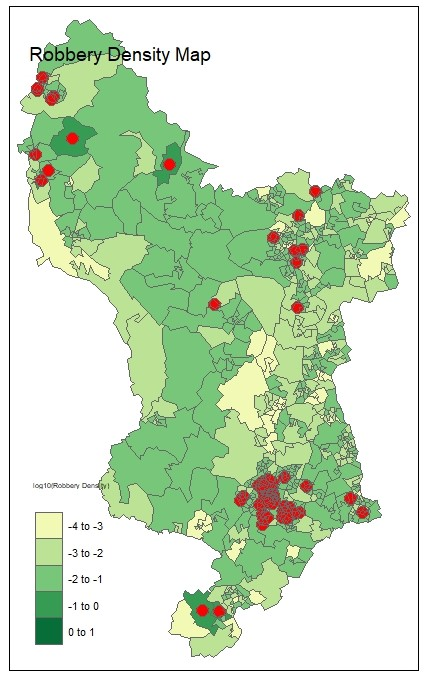 Robbery Density Map
log10(Robbery Density)
-4 to -3
-3 to -2
-2 to -1
-1 to 0
0 to 1